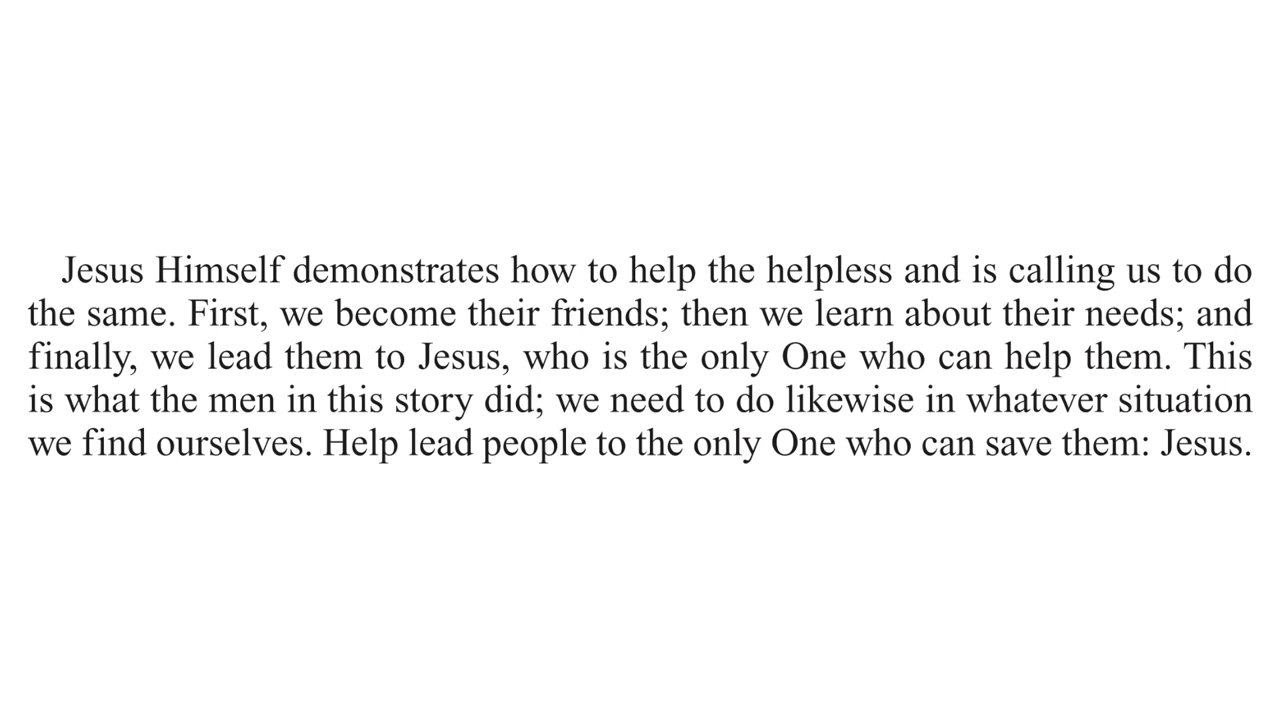 Jesus Himself demonstrates how to help the helpless and is calling us to do
the same. First, we become their friends; then we learn about their needs; and
finally, we lead them to Jesus, who is the only One who can help them. This
is what the men in this story did; we need to do likewise in whatever situation
we find ourselves. Help lead people to the only One who can save them: Jesus.